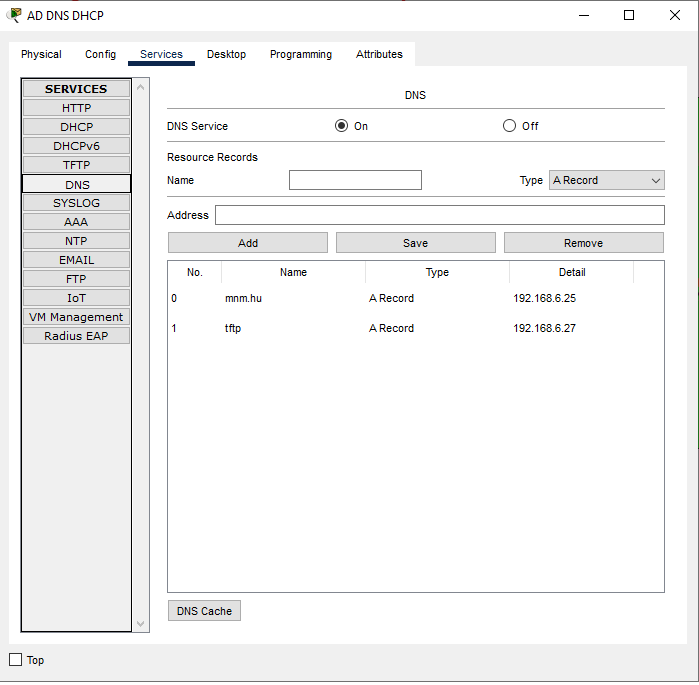 AD DNS DHCP
Physical Config Services Desktop Programming Attributes
SERVICES
HTTP
DHCP
DHCPv6
TFTP
DNS
SYSLOG
AAA
NTP
EMAIL
FTP
IoT
VM Management
Radius EAP
DNS
DNS Service On Off
Resource Records
Name Type A Record
Address
Add Save Remove
No. Name Type Detail
0 mnm.hu A Record 192.168.6.25
1 tftp A Record 192.168.6.27
DNS Cache
Top